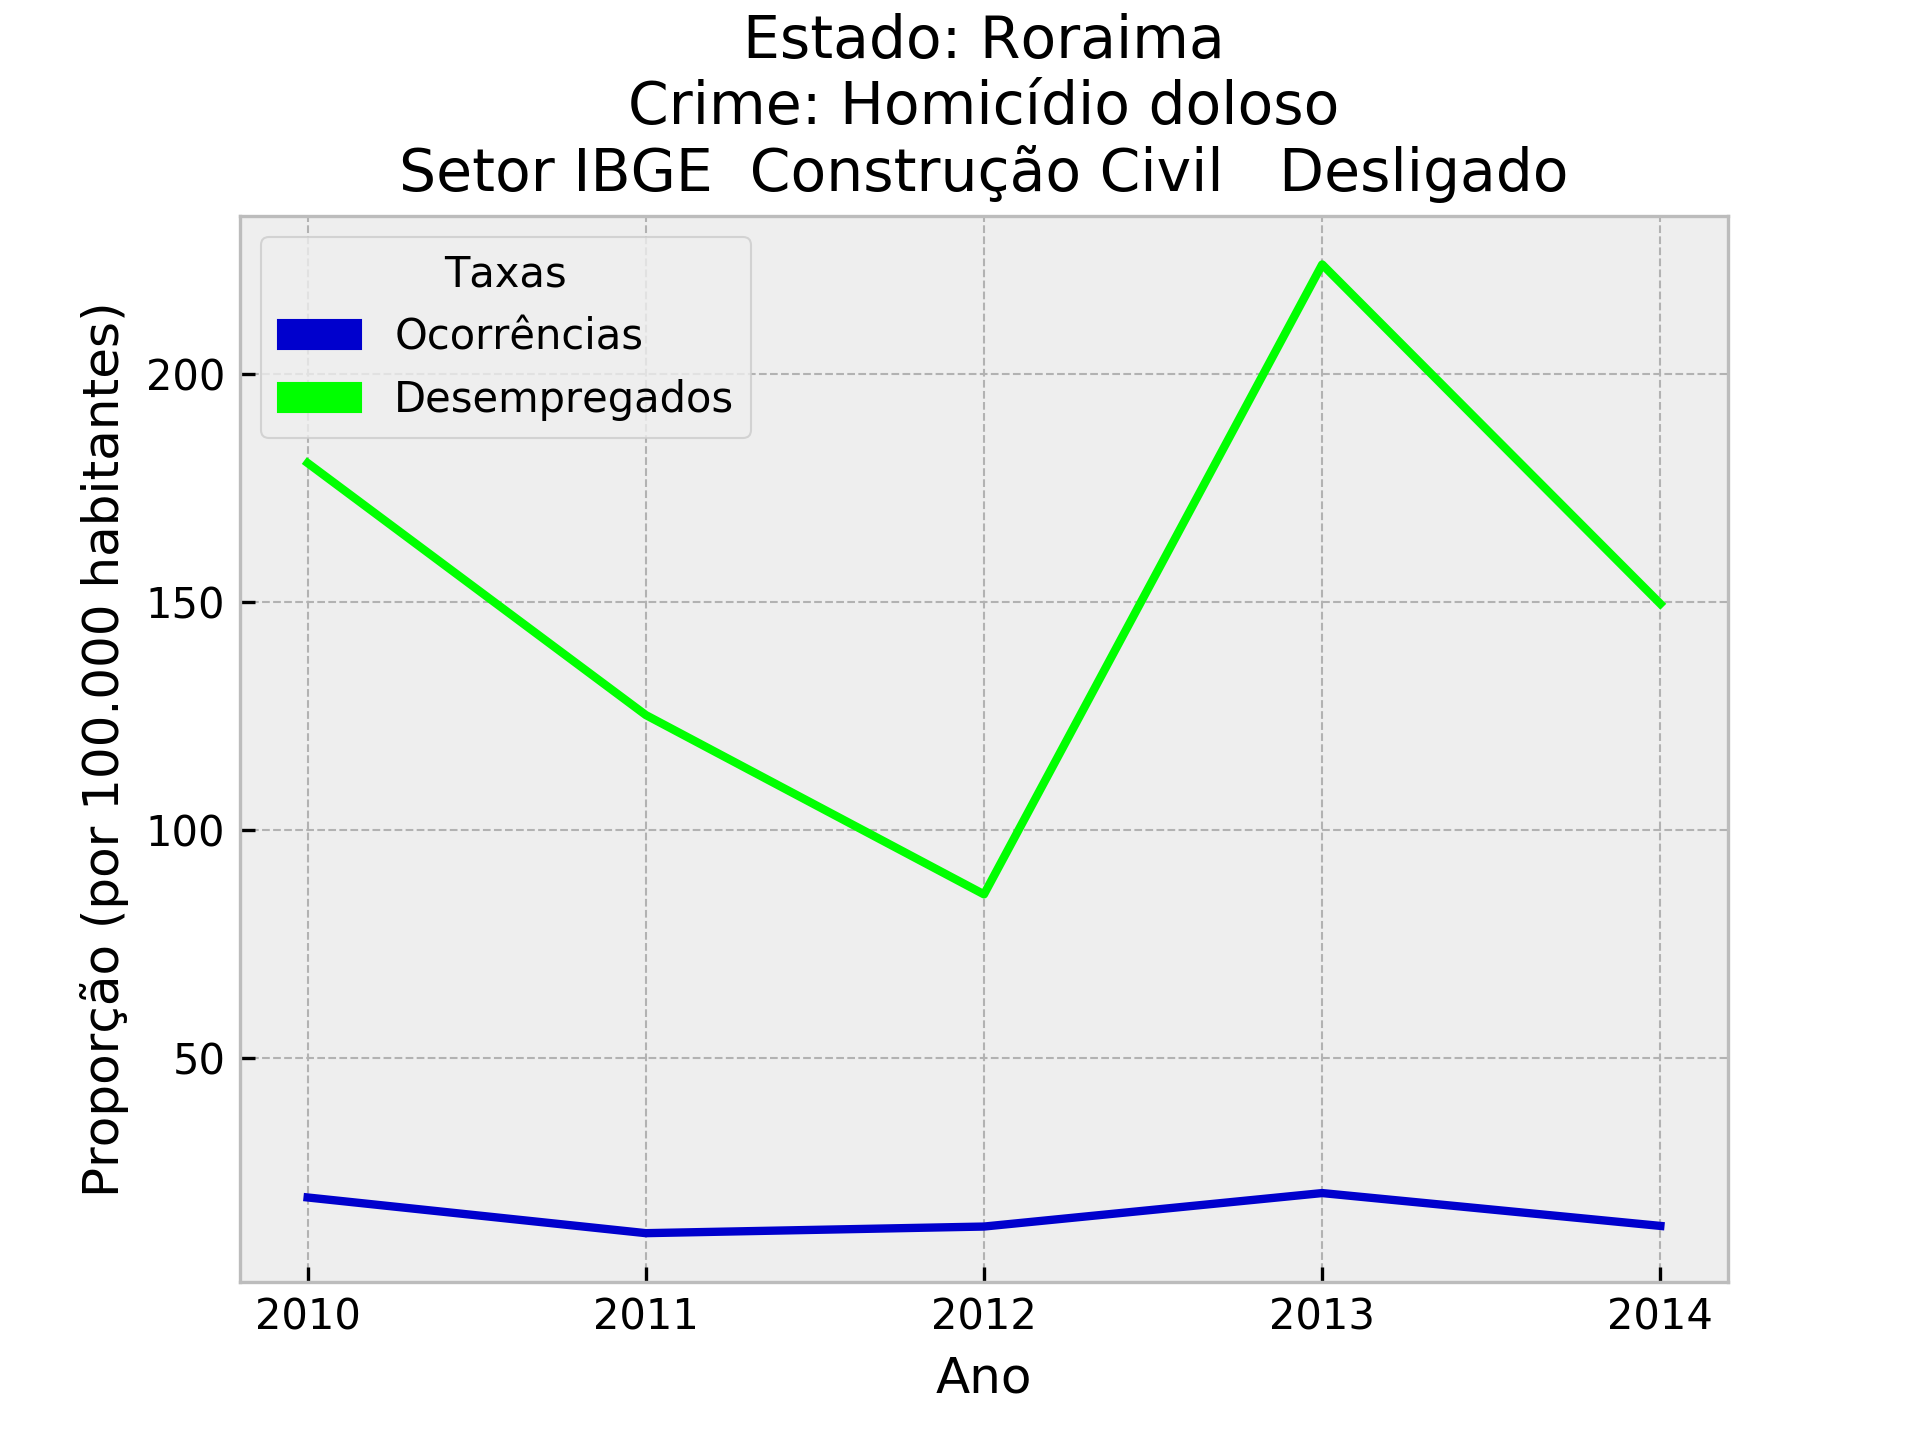 Estado: Roraima
Crime: Homicídio doloso
Setor IBGE  Construção Civil   Desligado
Taxas
Ocorrências
Desempregados
Proporção (por 100.000 habitantes)
200
150
100
50
2010 2011 2012 2013 2014
Ano